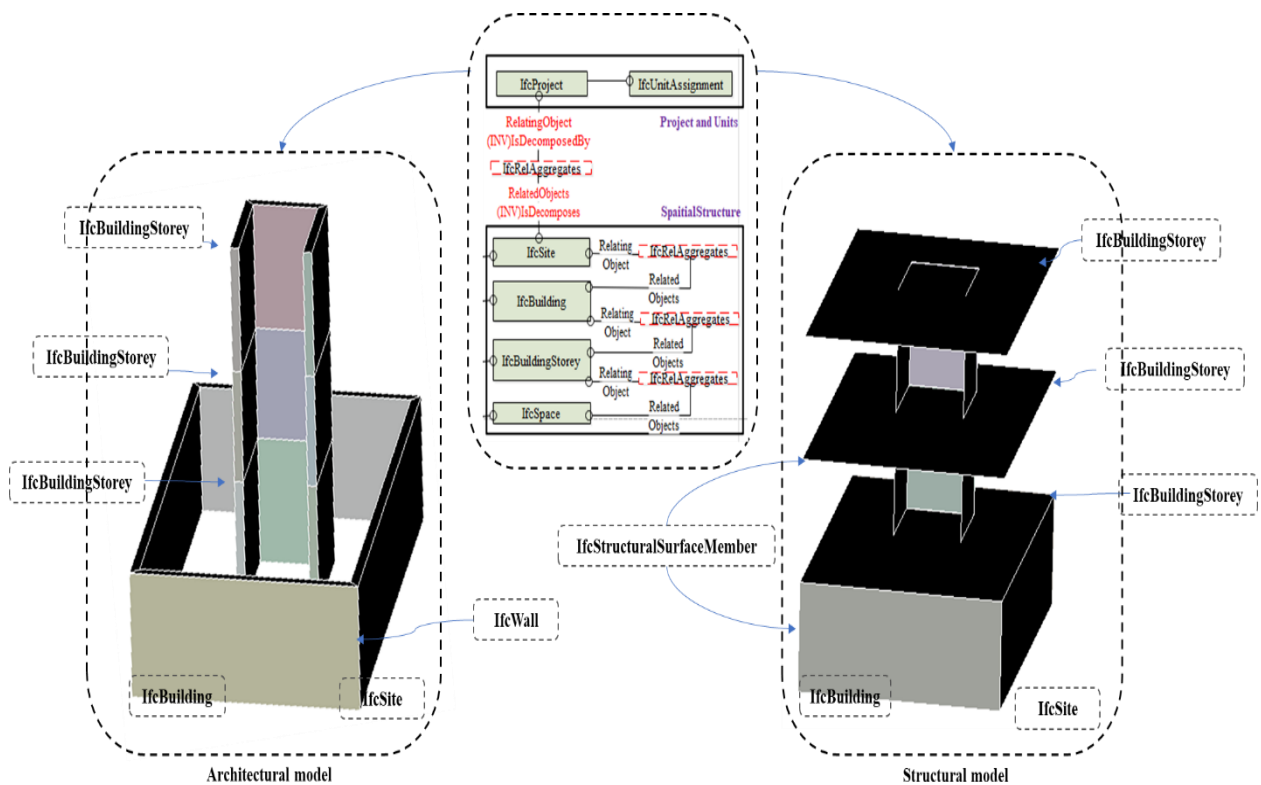 IfcProject
IfcUnitAssignment
RelatingObject
Project and Units
(INV)IsDecomposedBy
IfcRelAggregates
RelatedObjects
(INV)IsDecomposes
SpaitialStructure
IfcSite
Relating
Object
IfcRelAggregates
Related
Objects
IfcBuilding
Relating
Object
IfcRelAggregates
Related
Objects
IfcBuildingStorey
Relating
Object
IfcRelAggregates
Related
Objects
IfcSpace
IfcBuildingStorey
IfcBuildingStorey
IfcBuildingStorey
IfcWall
IfcBuilding
IfcSite
Architectural model
IfcBuildingStorey
IfcBuildingStorey
IfcBuildingStorey
IfcStructuralSurfaceMember
IfcBuilding
IfcSite
Structural model